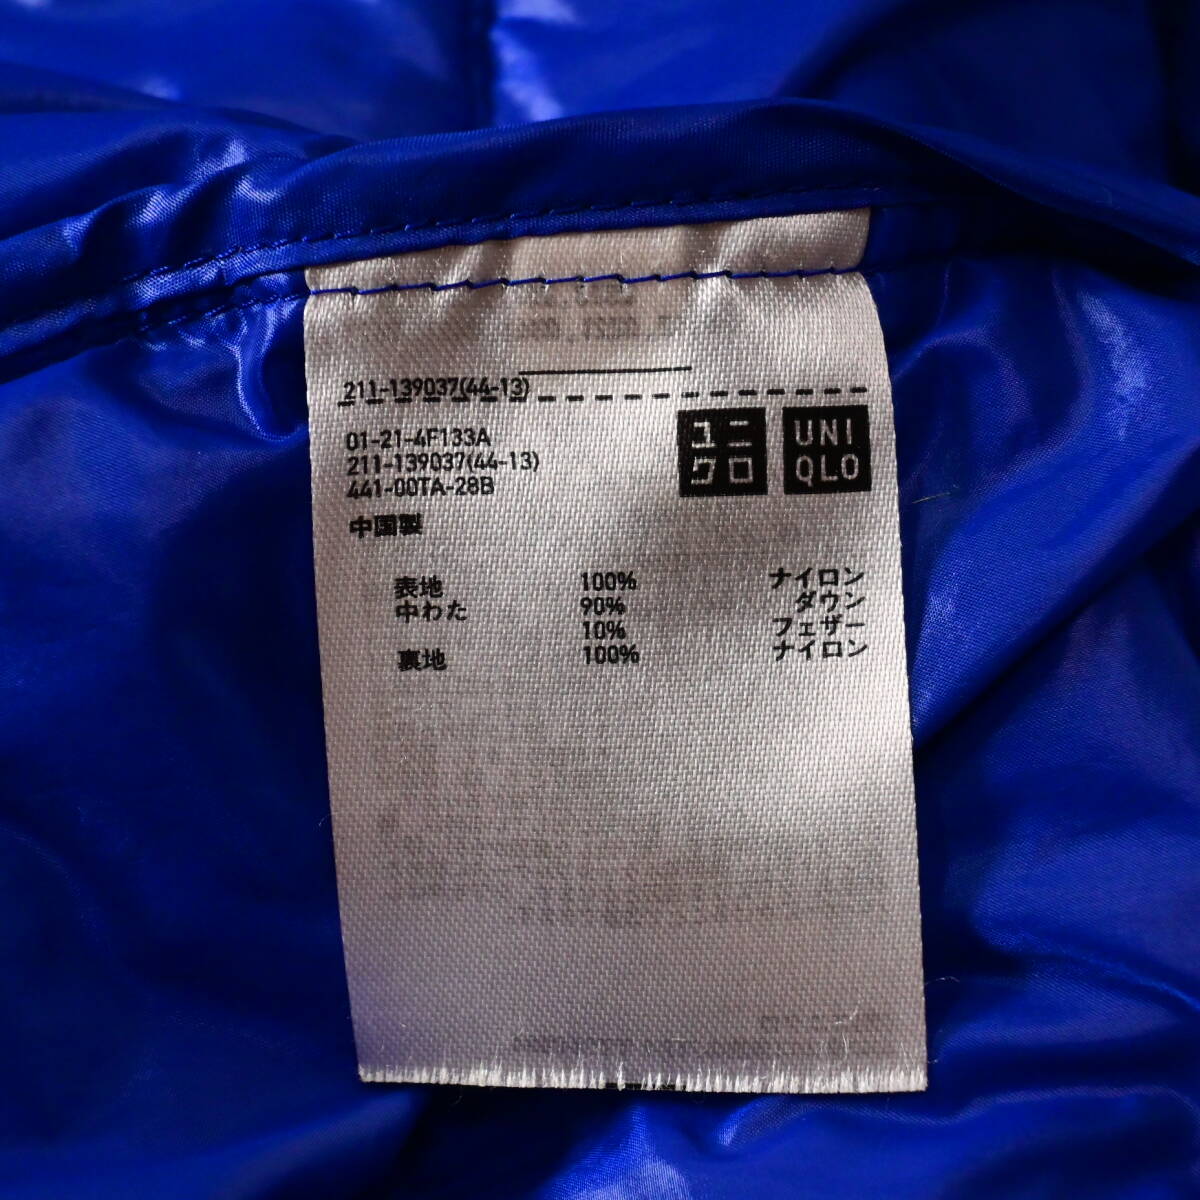 211-139037(44-13)
01-21-4F133A
211-139037(44-13)
441-00TA-28B
中国製
ユニ
クロ
UNI
QLO
表地 100% ナイロン
中わた 90% ダウン
10% フェザー
裏地 100% ナイロン